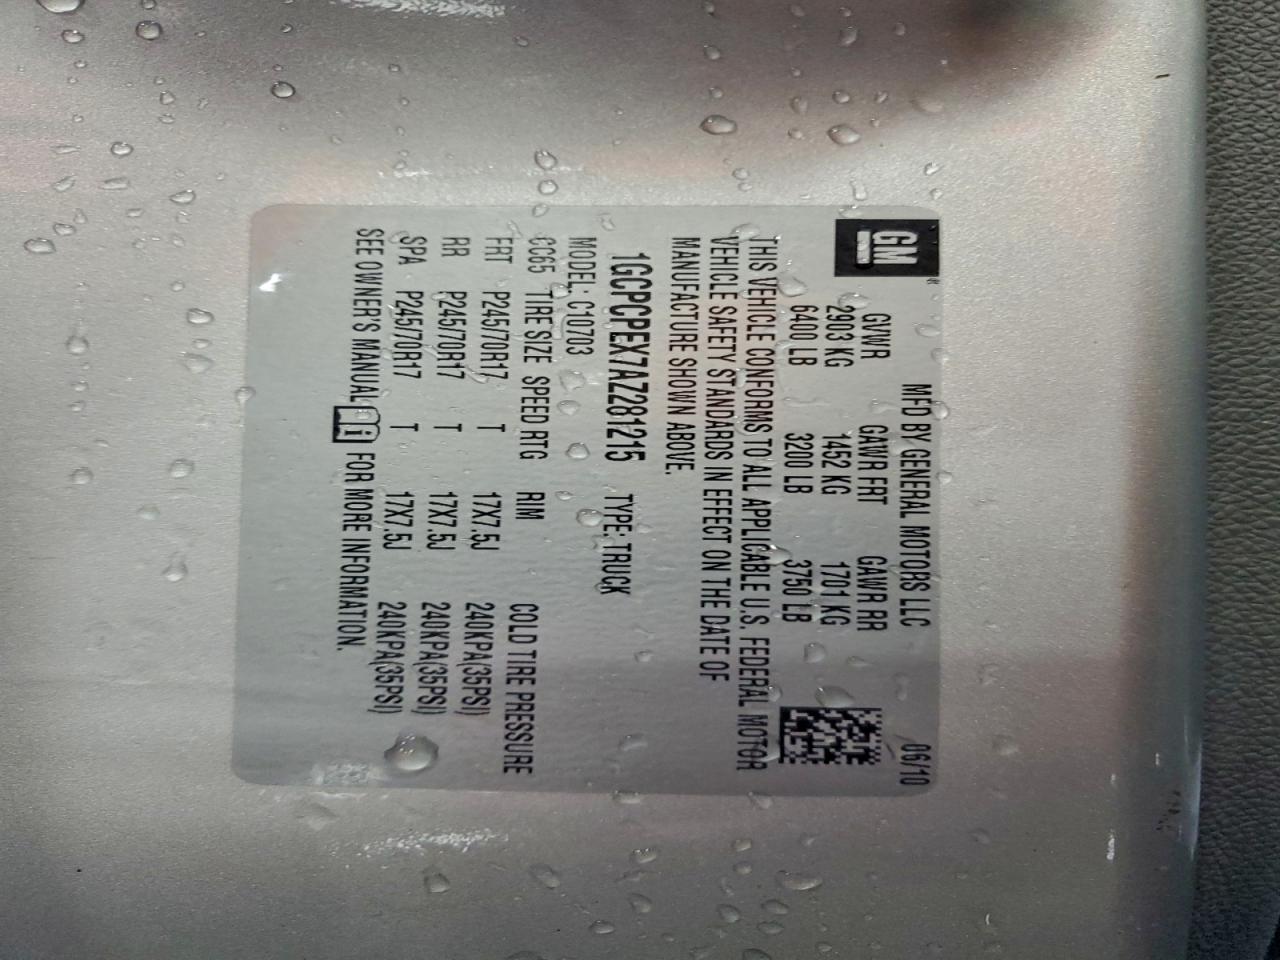 GM
MFD BY GENERAL MOTORS LLC 06/10
GVWR GAWR FRT GAWR RR
2903 KG 1452 KG 1701 KG
6400 LB 3200 LB 3750 LB
THIS VEHICLE CONFORMS TO ALL APPLICABLE U.S. FEDERAL MOTOR
VEHICLE SAFETY STANDARDS IN EFFECT ON THE DATE OF
MANUFACTURE SHOWN ABOVE.
1GCPCPEX7AZ281215 TYPE: TRUCK
MODEL: C10703
CC65 TIRE SIZE SPEED RTG RIM COLD TIRE PRESSURE
FRT P245/70R17 T 17X7.5J 240KPA(35PSI)
RR P245/70R17 T 17X7.5J 240KPA(35PSI)
SPA P245/70R17 T 17X7.5J 240KPA(35PSI)
SEE OWNER'S MANUAL FOR MORE INFORMATION.